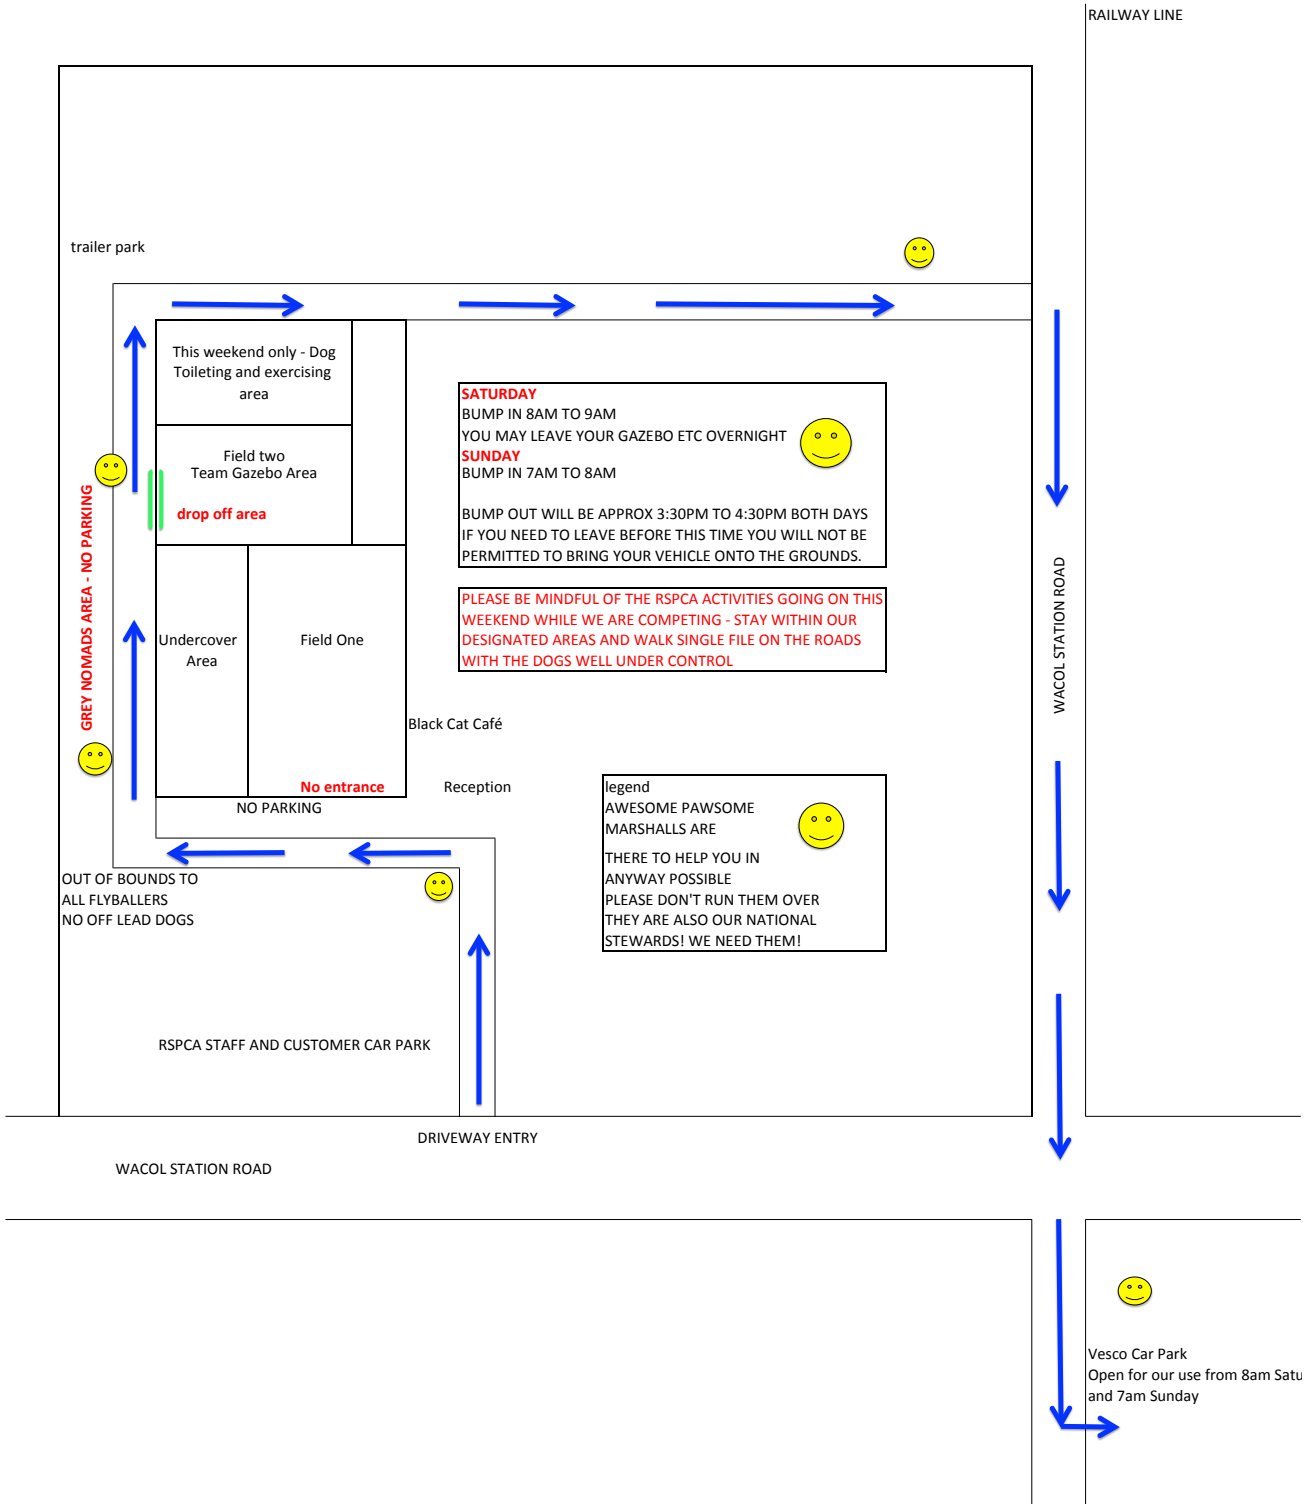 RAILWAY LINE
trailer park
This weekend only - Dog
Toileting and exercising
area
Field two
Team Gazebo Area
drop off area
GREY NOMADS AREA - NO PARKING
Undercover
Area
Field One
No entrance
NO PARKING
SATURDAY
BUMP IN 8AM TO 9AM
YOU MAY LEAVE YOUR GAZEBO ETC OVERNIGHT
SUNDAY
BUMP IN 7AM TO 8AM
BUMP OUT WILL BE APPROX 3:30PM TO 4:30PM BOTH DAYS
IF YOU NEED TO LEAVE BEFORE THIS TIME YOU WILL NOT BE
PERMITTED TO BRING YOUR VEHICLE ONTO THE GROUNDS.
PLEASE BE MINDFUL OF THE RSPCA ACTIVITIES GOING ON THIS
WEEKEND WHILE WE ARE COMPETING - STAY WITHIN OUR
DESIGNATED AREAS AND WALK SINGLE FILE ON THE ROADS
WITH THE DOGS WELL UNDER CONTROL
WACOL STATION ROAD
Black Cat Café
Reception
legend
AWESOME PAWSOME
MARSHALLS ARE
THERE TO HELP YOU IN
ANYWAY POSSIBLE
PLEASE DON'T RUN THEM OVER
THEY ARE ALSO OUR NATIONAL
STEWARDS! WE NEED THEM!
OUT OF BOUNDS TO
ALL FLYBALLERS
NO OFF LEAD DOGS
RSPCA STAFF AND CUSTOMER CAR PARK
DRIVEWAY ENTRY
WACOL STATION ROAD
Vesco Car Park
Open for our use from 8am Satu
and 7am Sunday